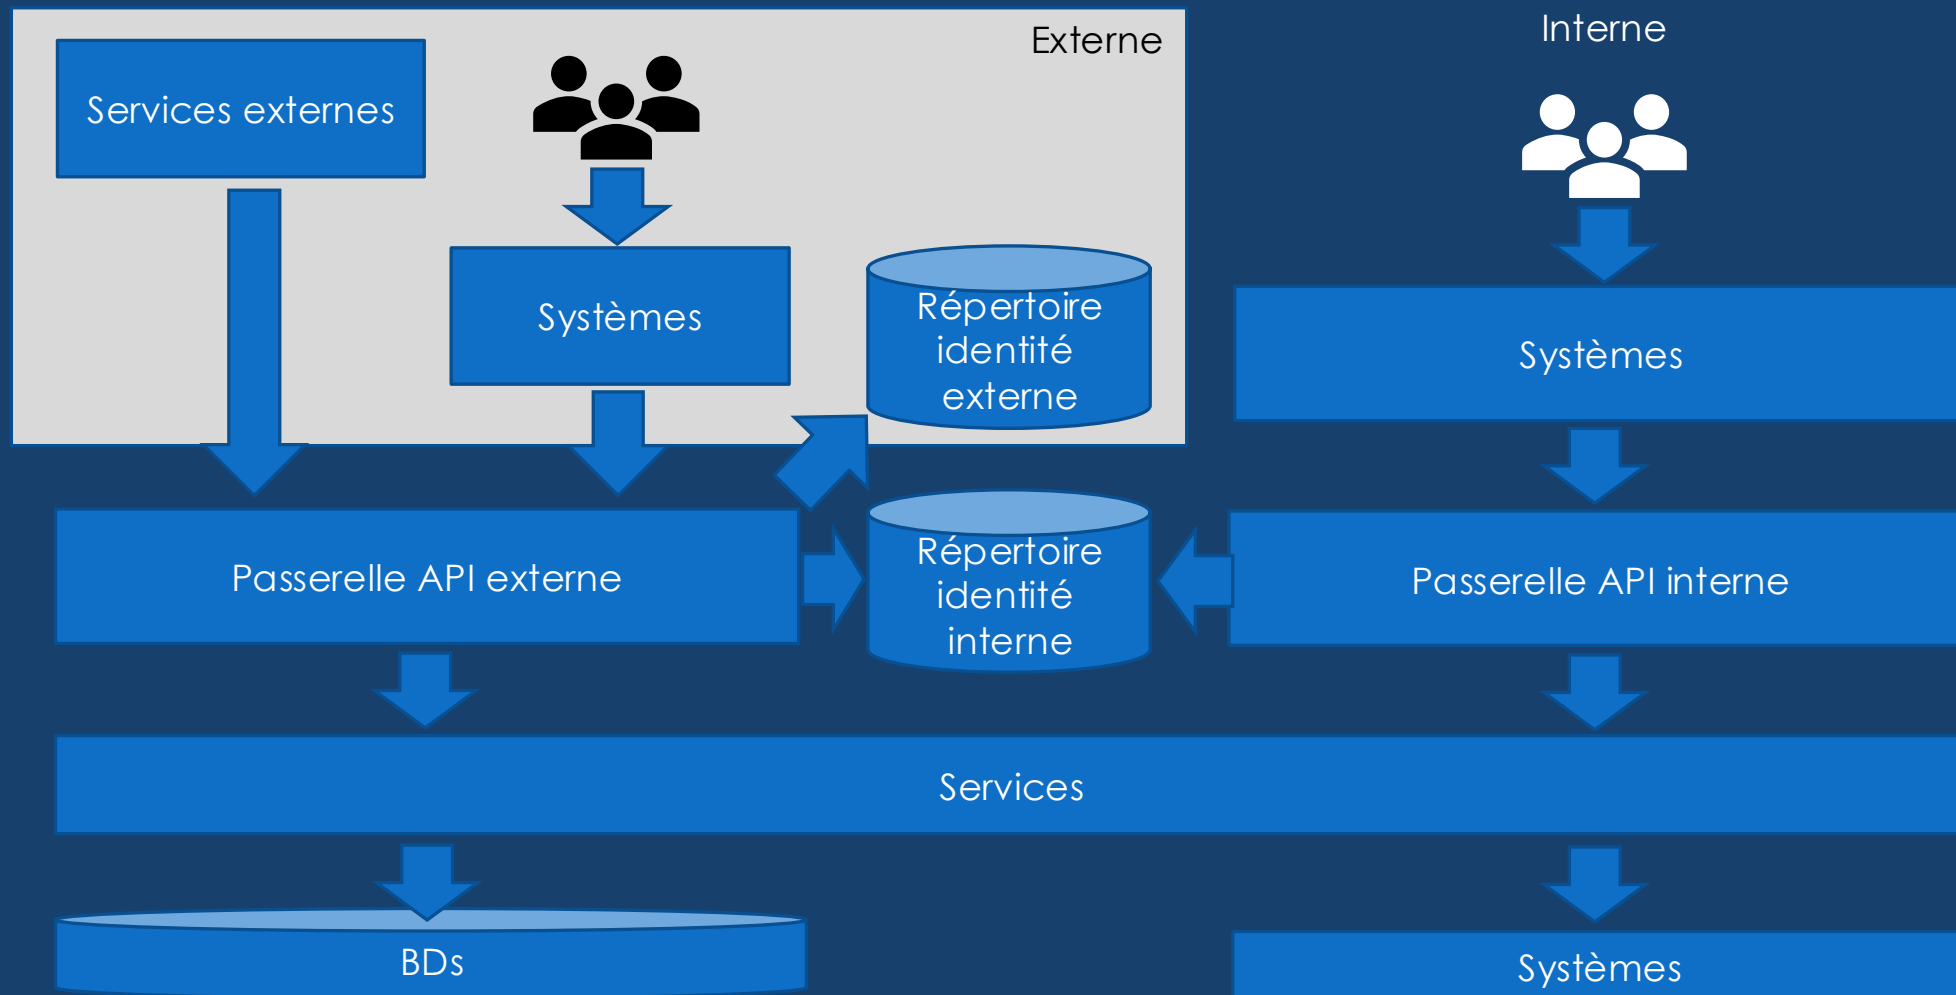 Externe
Interne
Services externes
Systèmes
Répertoire
identité
externe
Systèmes
Passerelle API externe
Répertoire
identité
interne
Passerelle API interne
Services
BDs
Systèmes